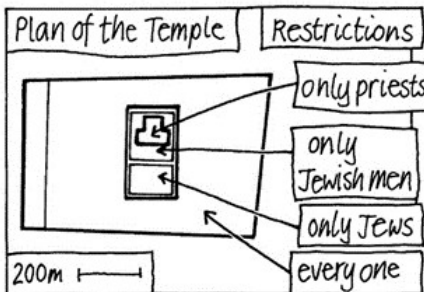 Plan of the Temple
Restrictions
only priests
only
Jewish men
only Jews
every one
200m